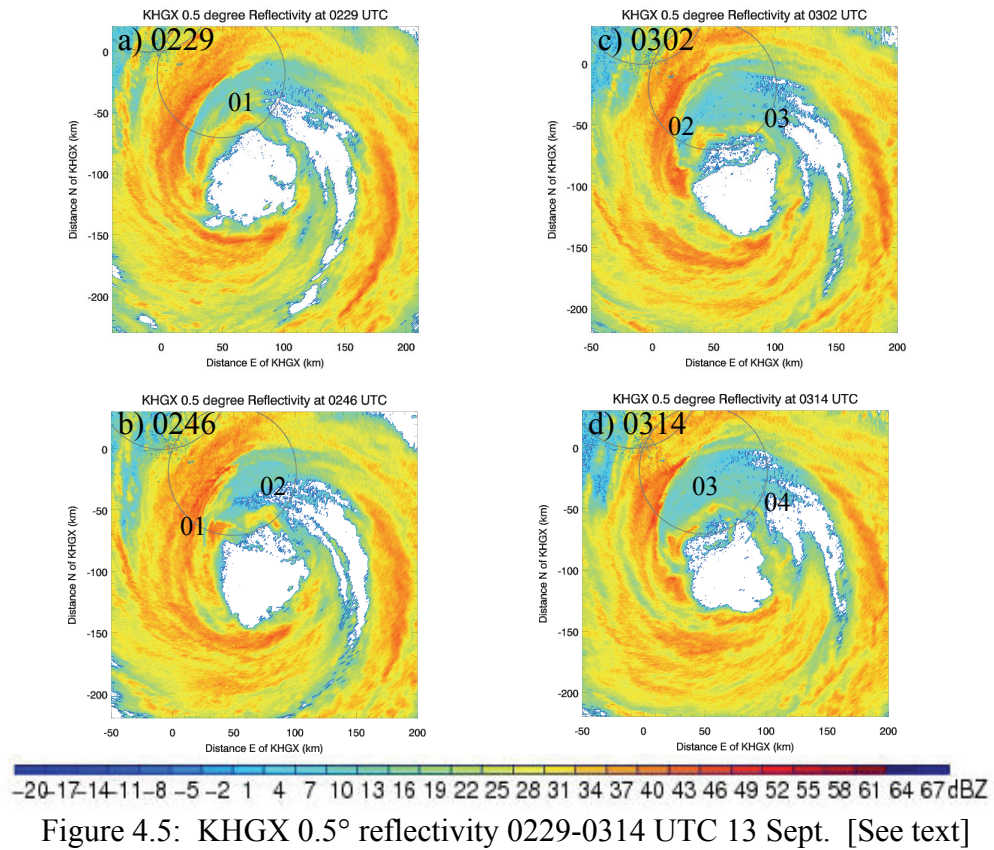 KHGX 0.5 degree Reflectivity at 0229 UTC
a) 0229
01
0
-50
-100
-150
-200
Distance N of KHGX (km)
0 50 100 150 200
Distance E of KHGX (km)
KHGX 0.5 degree Reflectivity at 0302 UTC
c) 0302
02 03
0
-50
-100
-150
-200
Distance N of KHGX (km)
-50 0 50 100 150 200
Distance E of KHGX (km)
KHGX 0.5 degree Reflectivity at 0246 UTC
b) 0246
02
01
0
-50
-100
-150
-200
Distance N of KHGX (km)
-50 0 50 100 150 200
Distance E of KHGX (km)
KHGX 0.5 degree Reflectivity at 0314 UTC
d) 0314
03
04
0
-50
-100
-150
-200
Distance N of KHGX (km)
-50 0 50 100 150 200
Distance E of KHGX (km)
-20-17-14-11-8 -5 -2 1 4 7 10 13 16 19 22 25 28 31 34 37 40 43 46 49 52 55 58 61 64 67 dBZ
Figure 4.5: KHGX 0.5° reflectivity 0229-0314 UTC 13 Sept. [See text]